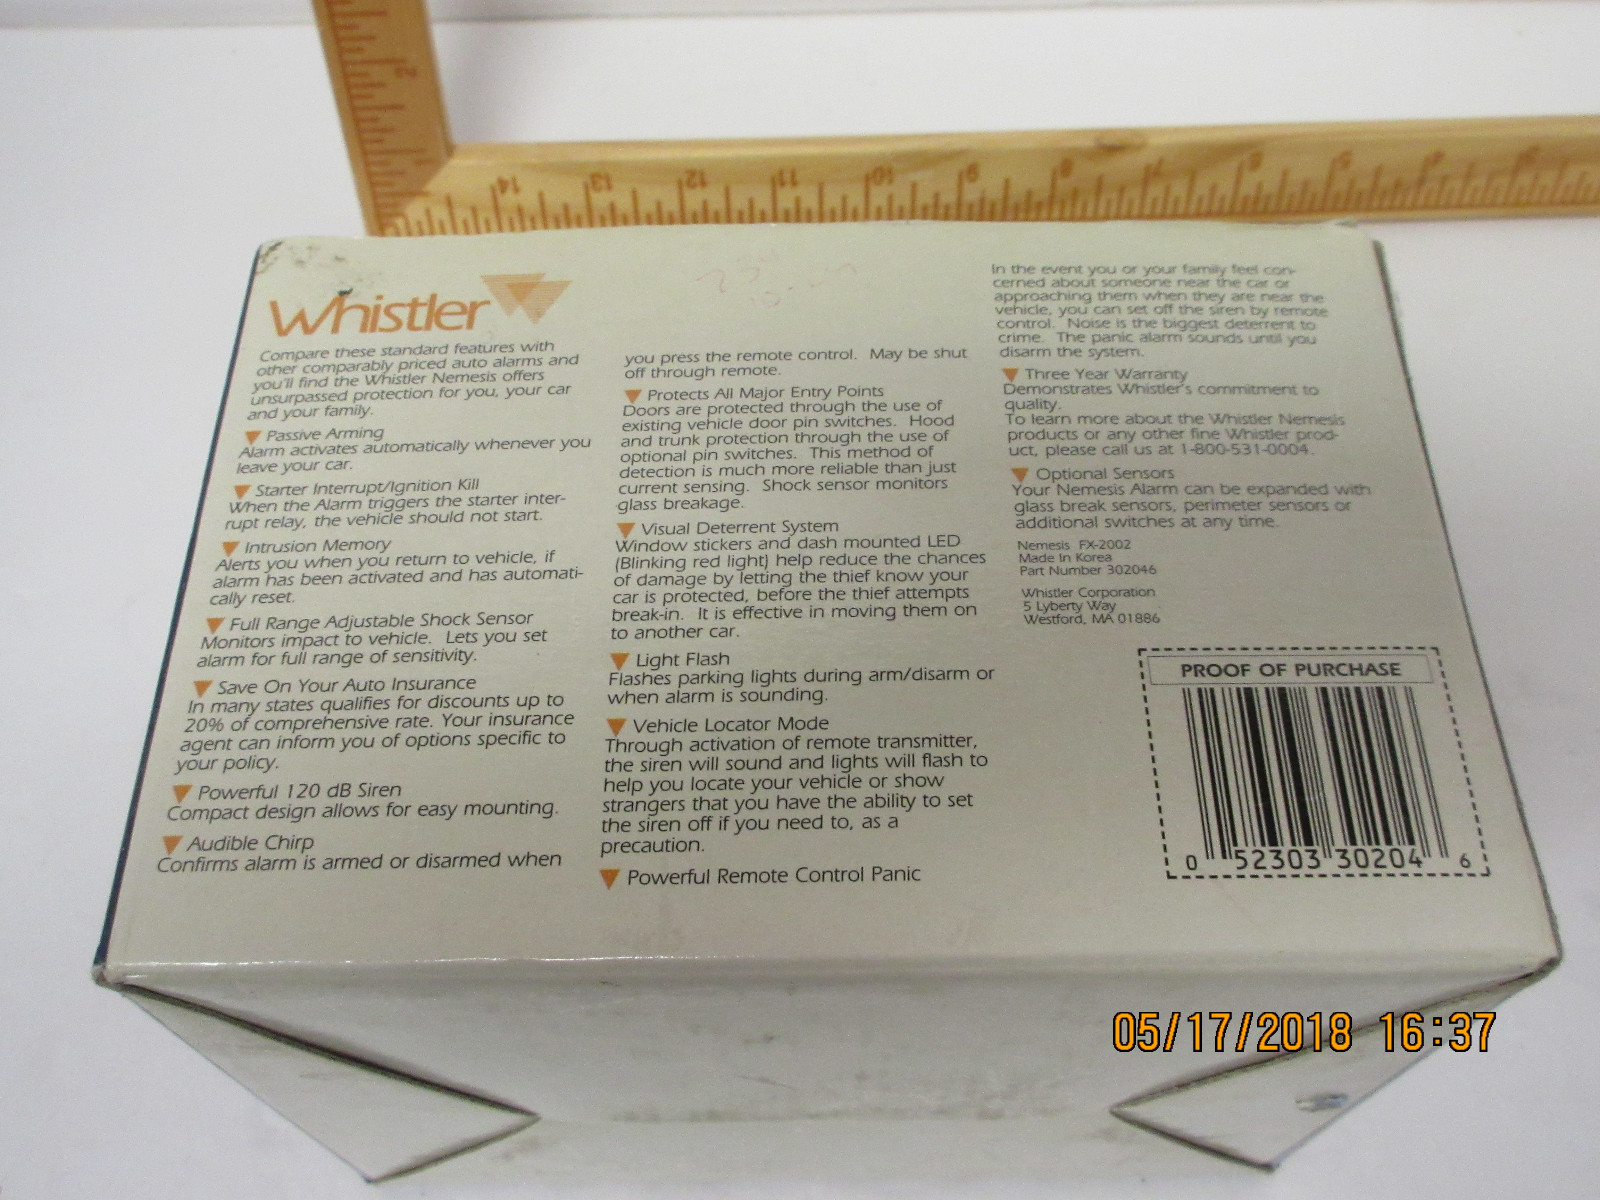 2
1
14
13
12
11
10
9
8
7
6
5
4
3
Whistler
Compare these standard features with
other comparably priced auto alarms and
you'll find the Whistler Nemesis offers
unsurpassed protection for you, your car
and your family.
Passive Arming
Alarm activates automatically whenever you
leave your car.
Starter Interrupt/Ignition Kill
When the Alarm triggers the starter inter-
rupt relay, the vehicle should not start.
Intrusion Memory
Alerts you when you return to vehicle, if
alarm has been activated and has automati-
cally reset.
Full Range Adjustable Shock Sensor
Monitors impact to vehicle. Lets you set
alarm for full range of sensitivity.
Save On Your Auto Insurance
In many states qualifies for discounts up to
20% of comprehensive rate. Your insurance
agent can inform you of options specific to
your policy.
Powerful 120 dB Siren
Compact design allows for easy mounting.
Audible Chirp
Confirms alarm is armed or disarmed when
you press the remote control. May be shut
off through remote.
Protects All Major Entry Points
Doors are protected through the use of
existing vehicle door pin switches. Hood
and trunk protection through the use of
optional pin switches. This method of
detection is much more reliable than just
current sensing. Shock sensor monitors
glass breakage.
Visual Deterrent System
Window stickers and dash mounted LED
(Blinking red light) help reduce the chances
of damage by letting the thief know your
car is protected, before the thief attempts
break-in. It is effective in moving them on
to another car.
Light Flash
Flashes parking lights during arm/disarm or
when alarm is sounding.
Vehicle Locator Mode
Through activation of remote transmitter,
the siren will sound and lights will flash to
help you locate your vehicle or show
strangers that you have the ability to set
the siren off if you need to, as a
precaution.
Powerful Remote Control Panic
In the event you or your family feel con-
cerned about someone near the car or
approaching them when they are near the
vehicle, you can set off the siren by remote
control. Noise is the biggest deterrent to
crime. The panic alarm sounds until you
disarm the system.
Three Year Warranty
Demonstrates Whistler's commitment to
quality.
To learn more about the Whistler Nemesis
products or any other fine Whistler prod-
uct, please call us at 1-800-531-0004.
Optional Sensors
Your Nemesis Alarm can be expanded with
glass break sensors, perimeter sensors or
additional switches at any time.
Nemesis FX-2002
Made In Korea
Part Number 302046
Whistler Corporation
5 Lyberty Way
Westford, MA 01886
PROOF OF PURCHASE
0 52303 30204 6
05/17/2018 16:37